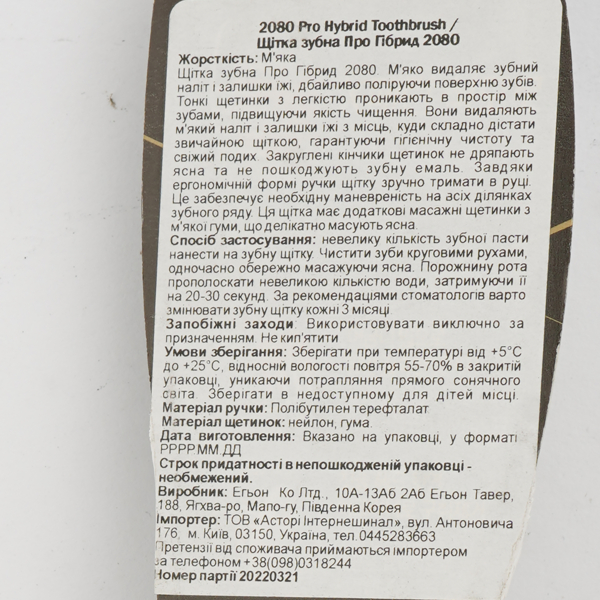 2080 Pro Hybrid Toothbrush /
Щітка зубна Про Гібрид 2080
Жорсткість: М'яка
Щітка зубна Про Гібрид 2080. М'яко видаляє зубний
наліт і залишки їжі, дбайливо поліруючи поверхню зубів.
Тонкі щетинки з легкістю проникають в простір між
зубами, підвищуючи якість чищення. Вони видаляють
м'який наліт і залишки їжі з місць, куди складно дістати
звичайною щіткою, гарантуючи гігієнічну чистоту та
свіжий подих. Закруглені кінчики щетинок не дряпають
ясна та не пошкоджують зубну емаль. Завдяки
ергономічній формі ручки щітку зручно тримати в руці.
Це забезпечує необхідну маневреність на асіх ділянках
зубного ряду. Ця щітка має додаткові масажні щетинки з
м'якої гуми, що делікатно масують ясна.
Спосіб застосування: невелику кількість зубної пасти
нанести на зубну щітку. Чистити зуби круговими рухами,
одночасно обережно масажуючи ясна. Порожнину рота
прополоскати невеликою кількістю води, затримуючи її
на 20-30 секунд. За рекомендаціями стоматологів варто
змінювати зубну щітку кожні 3 місяці
Запобіжні заходи: Використовувати виключно за
призначенням. Не кип'ятити
Умови зберігання: Зберігати при температурі від +5°C
до +25°C, відносній вологості повітря 55-70% в закритій
упаковці, уникаючи потрапляння прямого сонячного
світа. Зберігати в недоступному для дітей місці.
Матеріал ручки: Полібутилен терефталат
Матеріал щетинок: нейлон, гума.
Дата виготовлення: Вказано на упаковці, у форматі
РРРР.ММ.ДД
Строк придатності в непошкодженій упаковці -
необмежений.
Виробник: Егьон Ко Лтд., 10А-13Аб 2Аб Егьон Тавер,
188, Ягхва-ро, Мапо-гу, Південна Корея
Імпортер: ТОВ «Асторі Інтернешинал», вул. Антоновича
176, м. Київ, 03150, Україна, тел.0445283663
Претензії від споживача приймаються імпортером
за телефоном +38(098)0318244
Номер партії 20220321